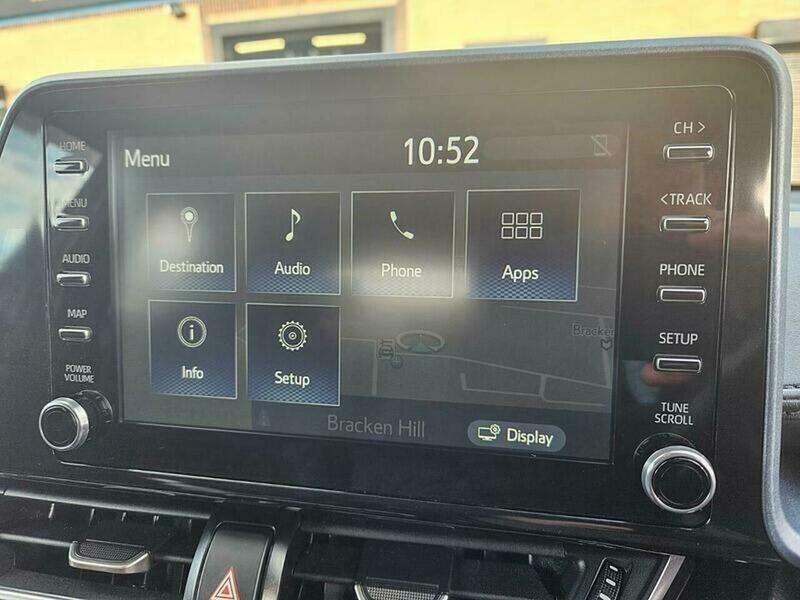 HOME
MENU
AUDIO
MAP
POWER
VOLUME
Menu
10:52
Destination
Audio
Phone
Apps
Info
Setup
Bracken Hill
Display
CH >
<TRACK
PHONE
SETUP
TUNE
SCROLL